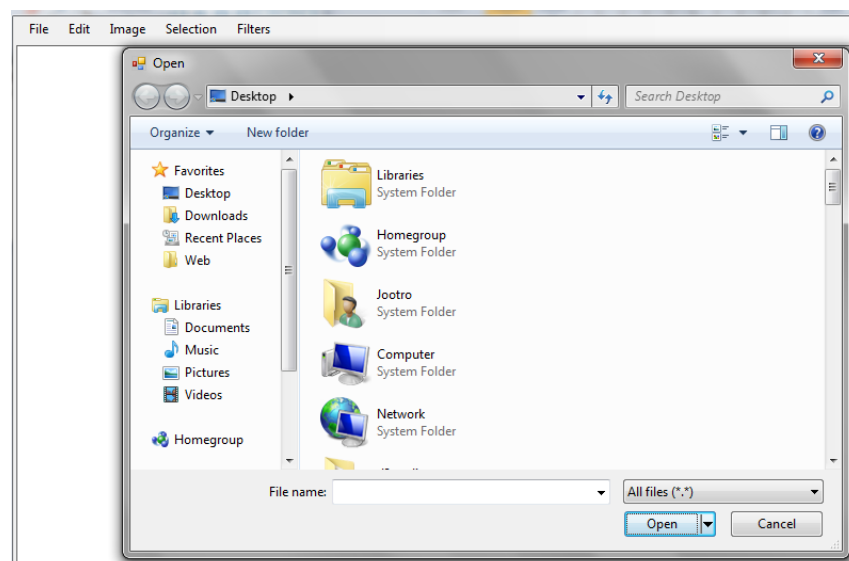 File Edit Image Selection Filters
Open
Desktop
Search Desktop
Organize New folder
Favorites
Desktop
Downloads
Recent Places
Web
Libraries
Documents
Music
Pictures
Videos
Homegroup
Libraries
System Folder
Homegroup
System Folder
Jootro
System Folder
Computer
System Folder
Network
System Folder
File name:
All files (*.*)
Open Cancel